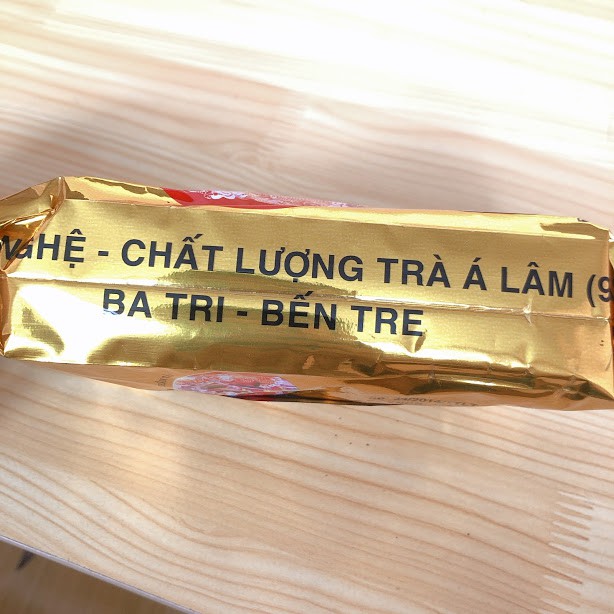 NGHỆ - CHẤT LƯỢNG TRÀ Á LÂM (9
BA TRI - BẾN TRE